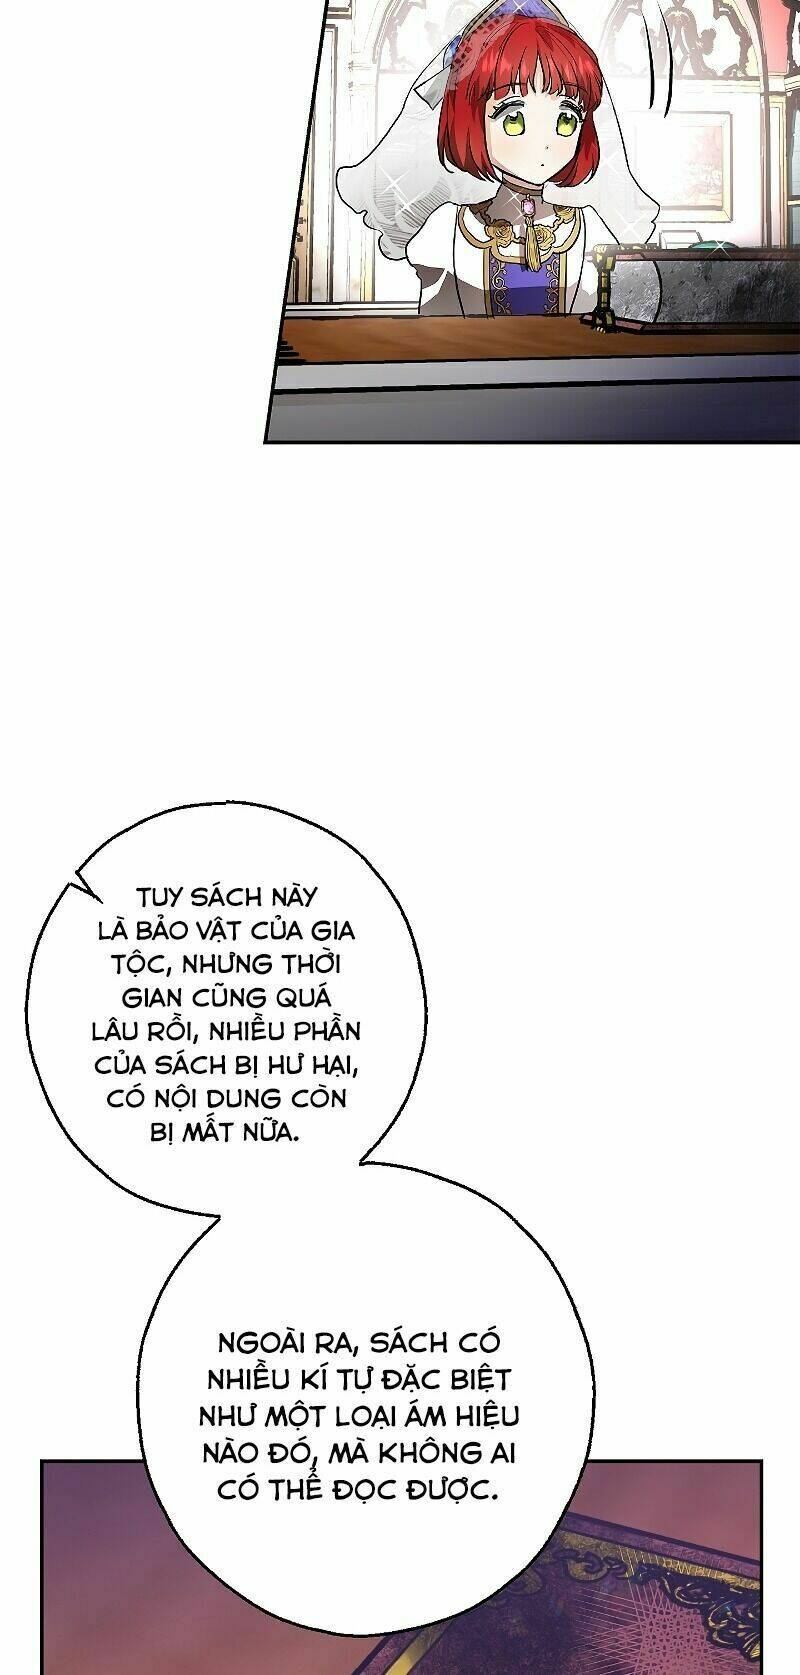 TUY SÁCH NÀY
LÀ BẢO VẬT CỦA GIA
TỘC, NHƯNG THỜI
GIAN CŨNG QUÁ
LÂU RỒI, NHIỀU PHẦN
CỦA SÁCH BỊ HƯ HẠI,
CÓ NỘI DUNG CÒN
BỊ MẤT NỮA.
NGOÀI RA, SÁCH CÓ
NHIỀU KÍ TỰ ĐẶC BIỆT
NHƯ MỘT LOẠI ÁM HIỆU
NÀO ĐÓ, MÀ KHÔNG AI
CÓ THỂ ĐỌC ĐƯỢC.